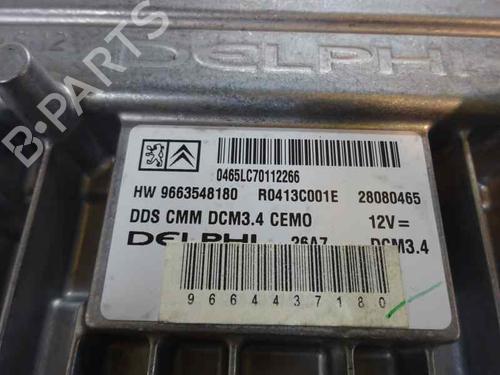 DELPHI
B-PARTS
0465LC70112266
HW 9663548180 R0413C001E 28080465
DDS CMM DCM3.4 CEMO 12V=
DELPHI 26A7 DCM3.4
9664437180